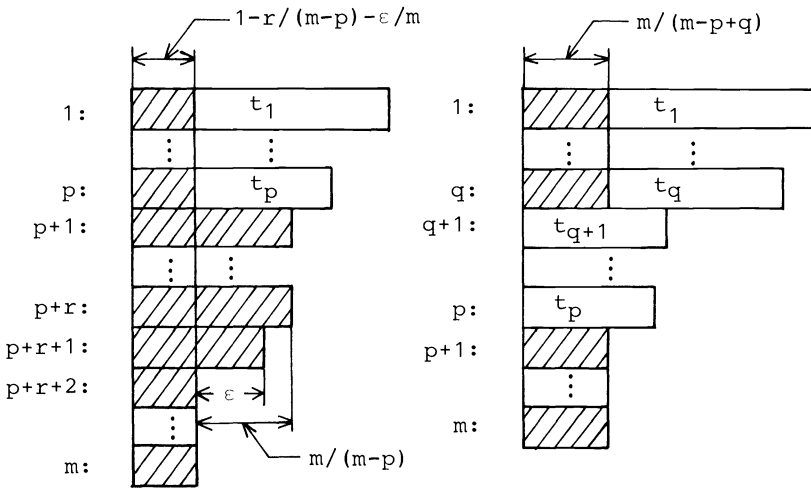 1-r/(m-p)-ε/m
1:
t1
p:
tp
p+1:
p+r:
p+r+1:
p+r+2:
ε
m:
m/(m-p)
m/(m-p+q)
1:
t1
q:
tq
q+1:
tq+1
p:
tp
p+1:
m: